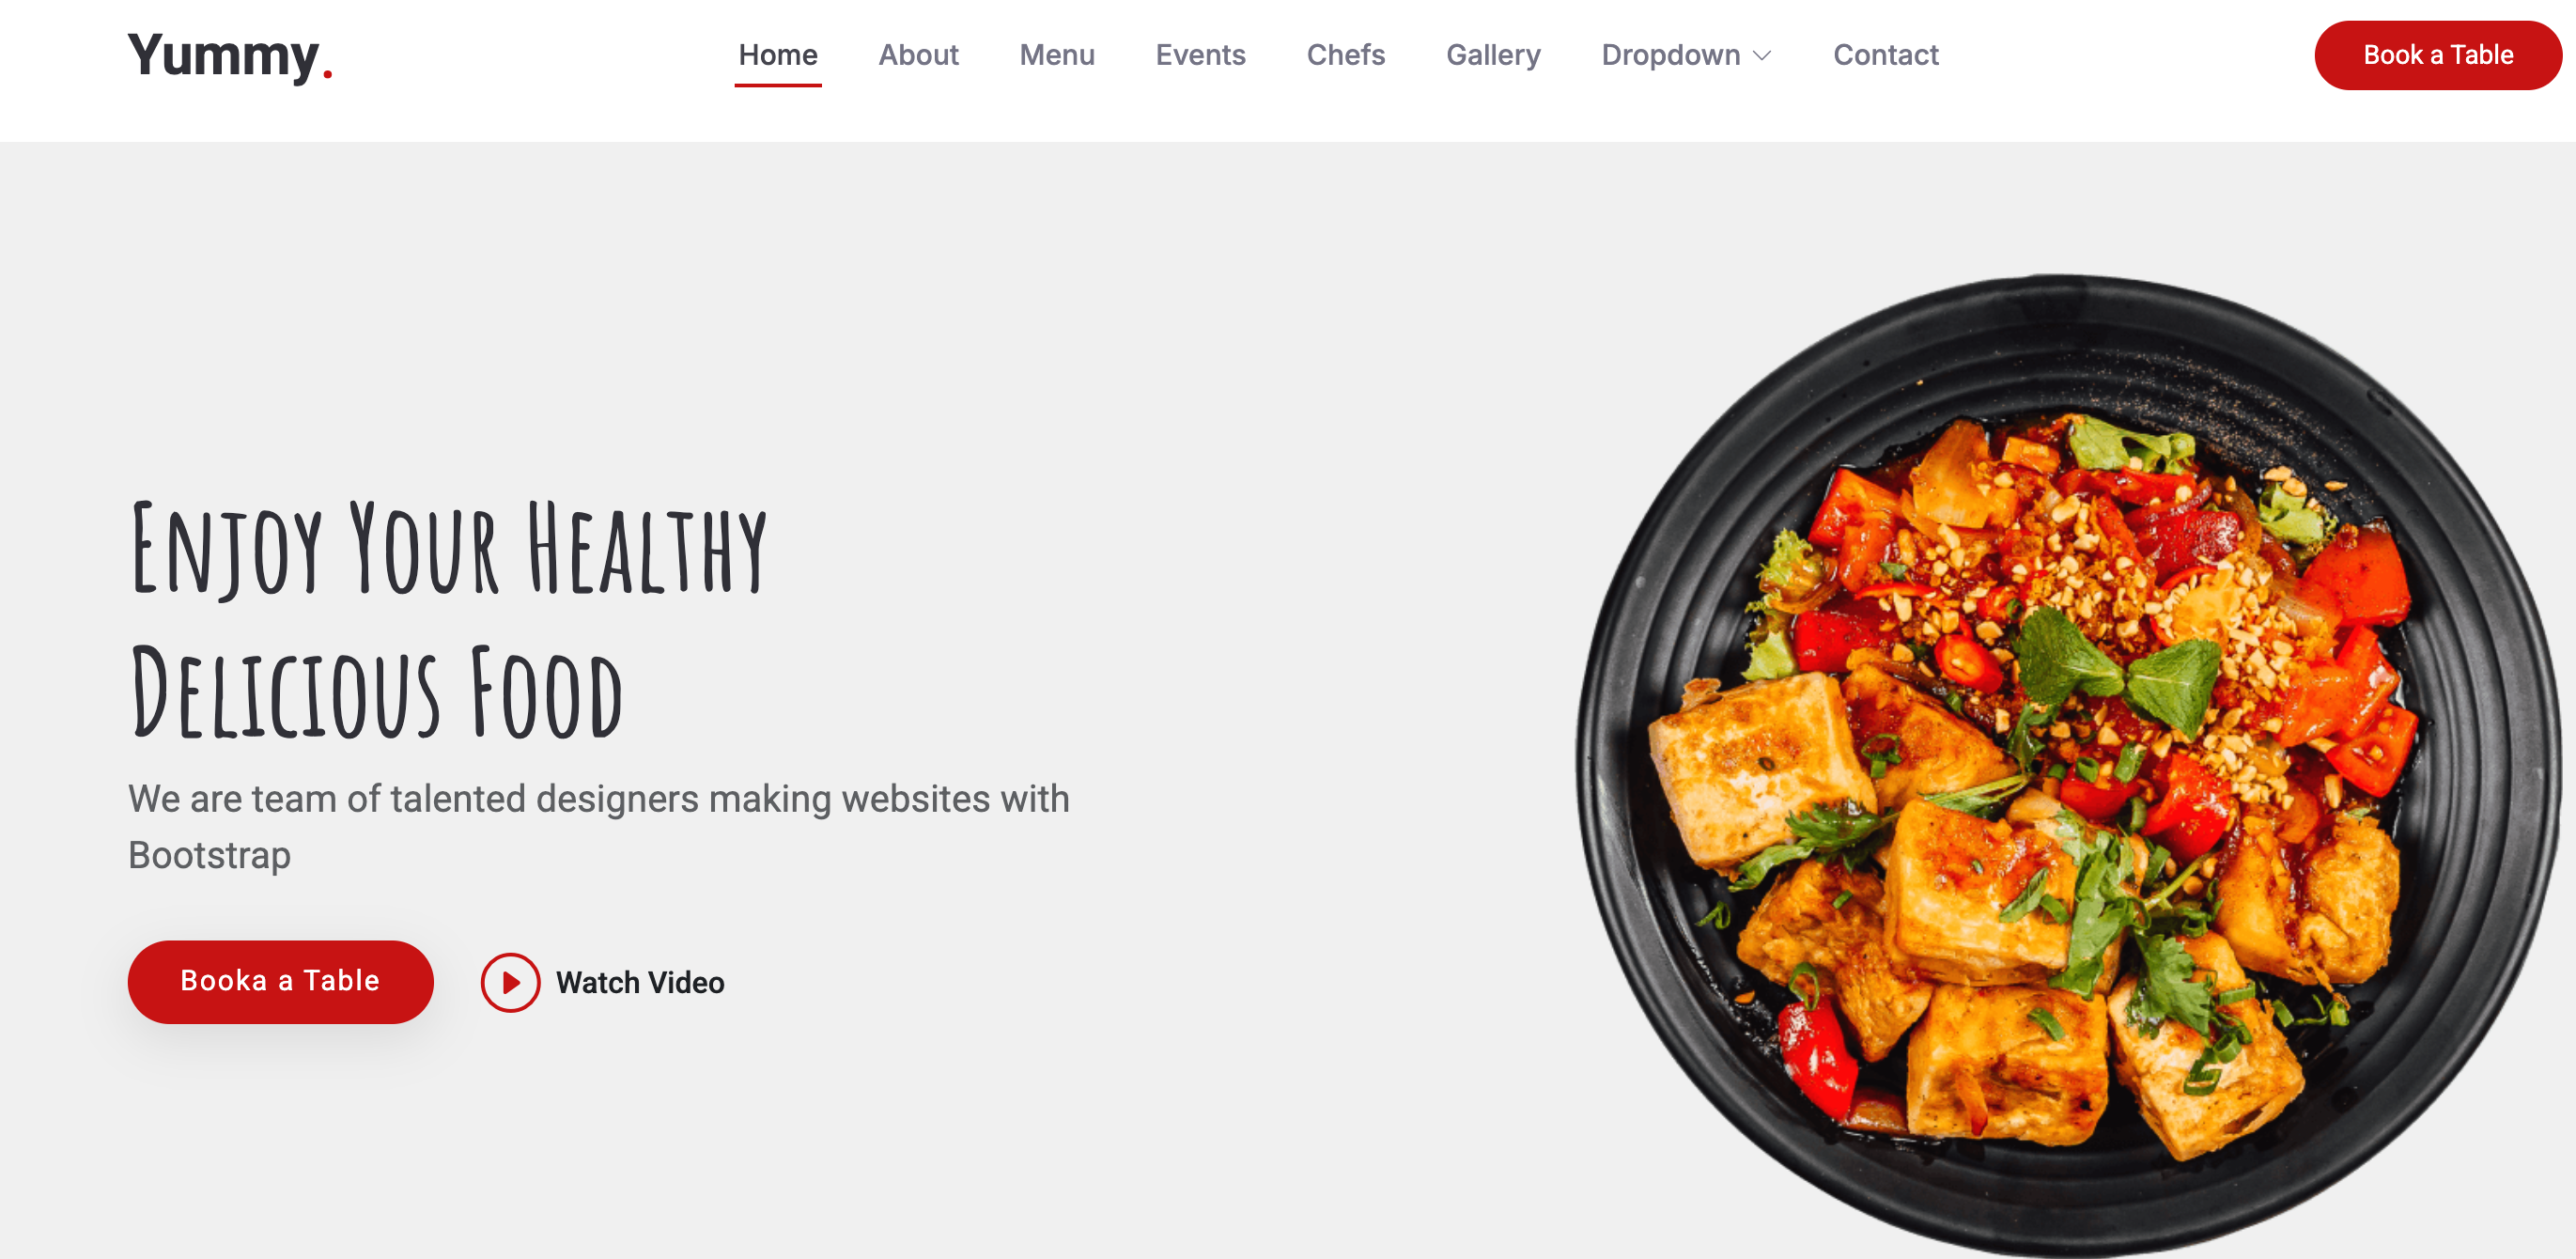 Yummy.
Home About Menu Events Chefs Gallery Dropdown Contact
Book a Table
Enjoy Your Healthy
Delicious Food
We are team of talented designers making websites with
Bootstrap
Booka a Table
Watch Video